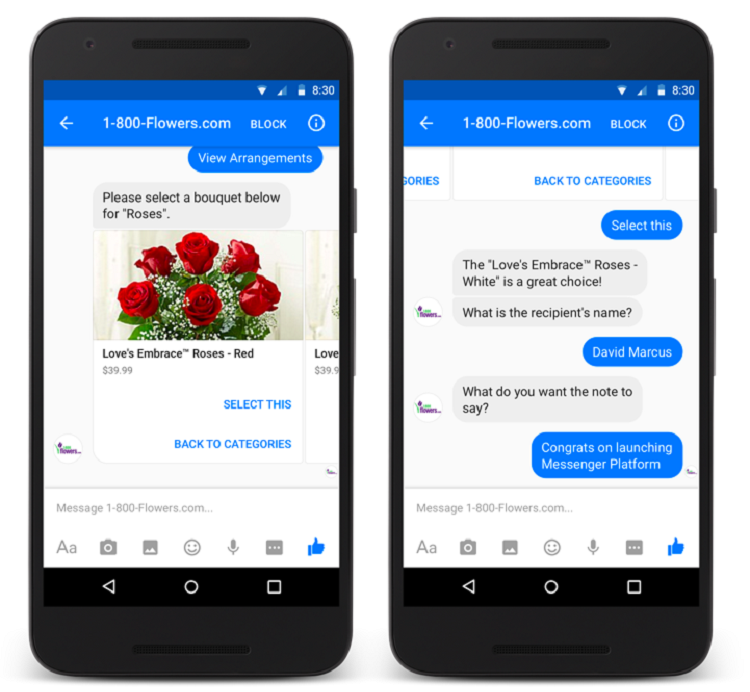 8:30
1-800-Flowers.com BLOCK
View Arrangements
Please select a bouquet below
for "Roses".
Love's Embrace™ Roses - Red
$39.99
SELECT THIS
BACK TO CATEGORIES
Love
$39.9
Message 1-800-Flowers.com...
Aa
8:30
1-800-Flowers.com BLOCK
GORIES
BACK TO CATEGORIES
Select this
The "Love's Embrace™ Roses -
White" is a great choice!
What is the recipient's name?
David Marcus
What do you want the note to
say?
Congrats on launching
Messenger Platform
Message 1-800-Flowers.com...
Aa